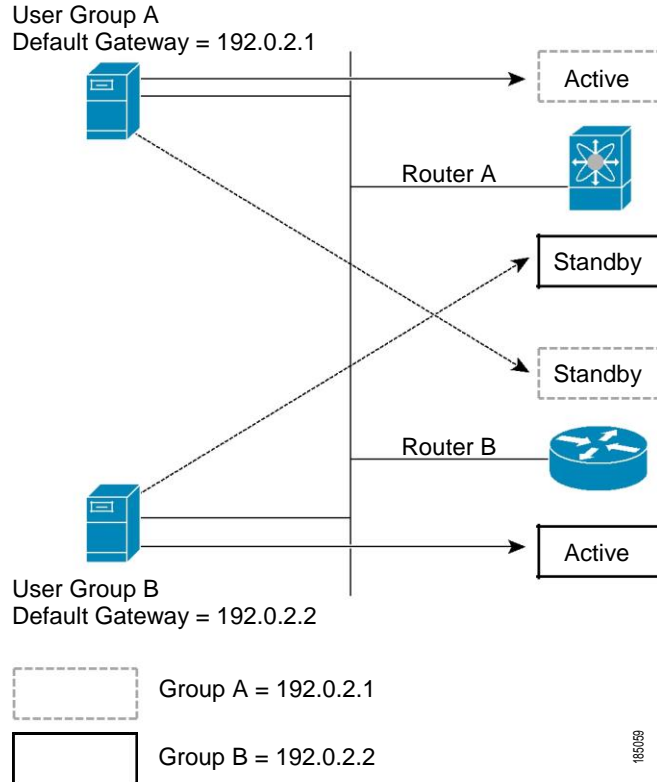 User Group A
Default Gateway = 192.0.2.1
Active
Router A
Standby
Standby
Router B
Active
User Group B
Default Gateway = 192.0.2.2
Group A = 192.0.2.1
Group B = 192.0.2.2
185059